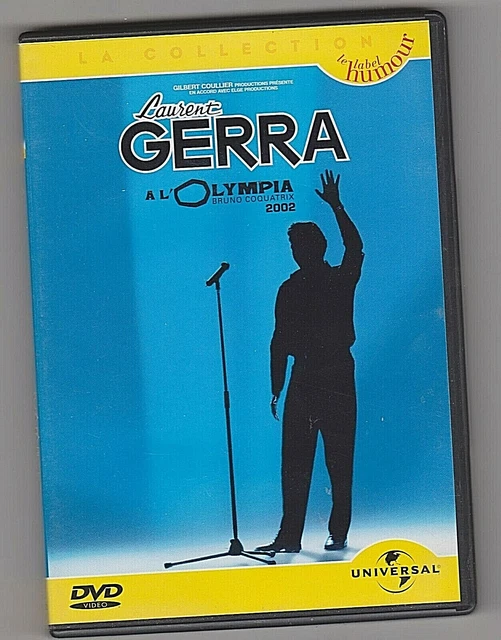 LA COLLECTION
le label
humour
GILBERT COULLIER PRODUCTIONS PRÉSENTE
EN ACCORD AVEC ELGE PRODUCTIONS
Laurent
GERRA
A L'OLYMPIA
BRUNO COQUATRIX
2002
DVD
VIDEO
UNIVERSAL